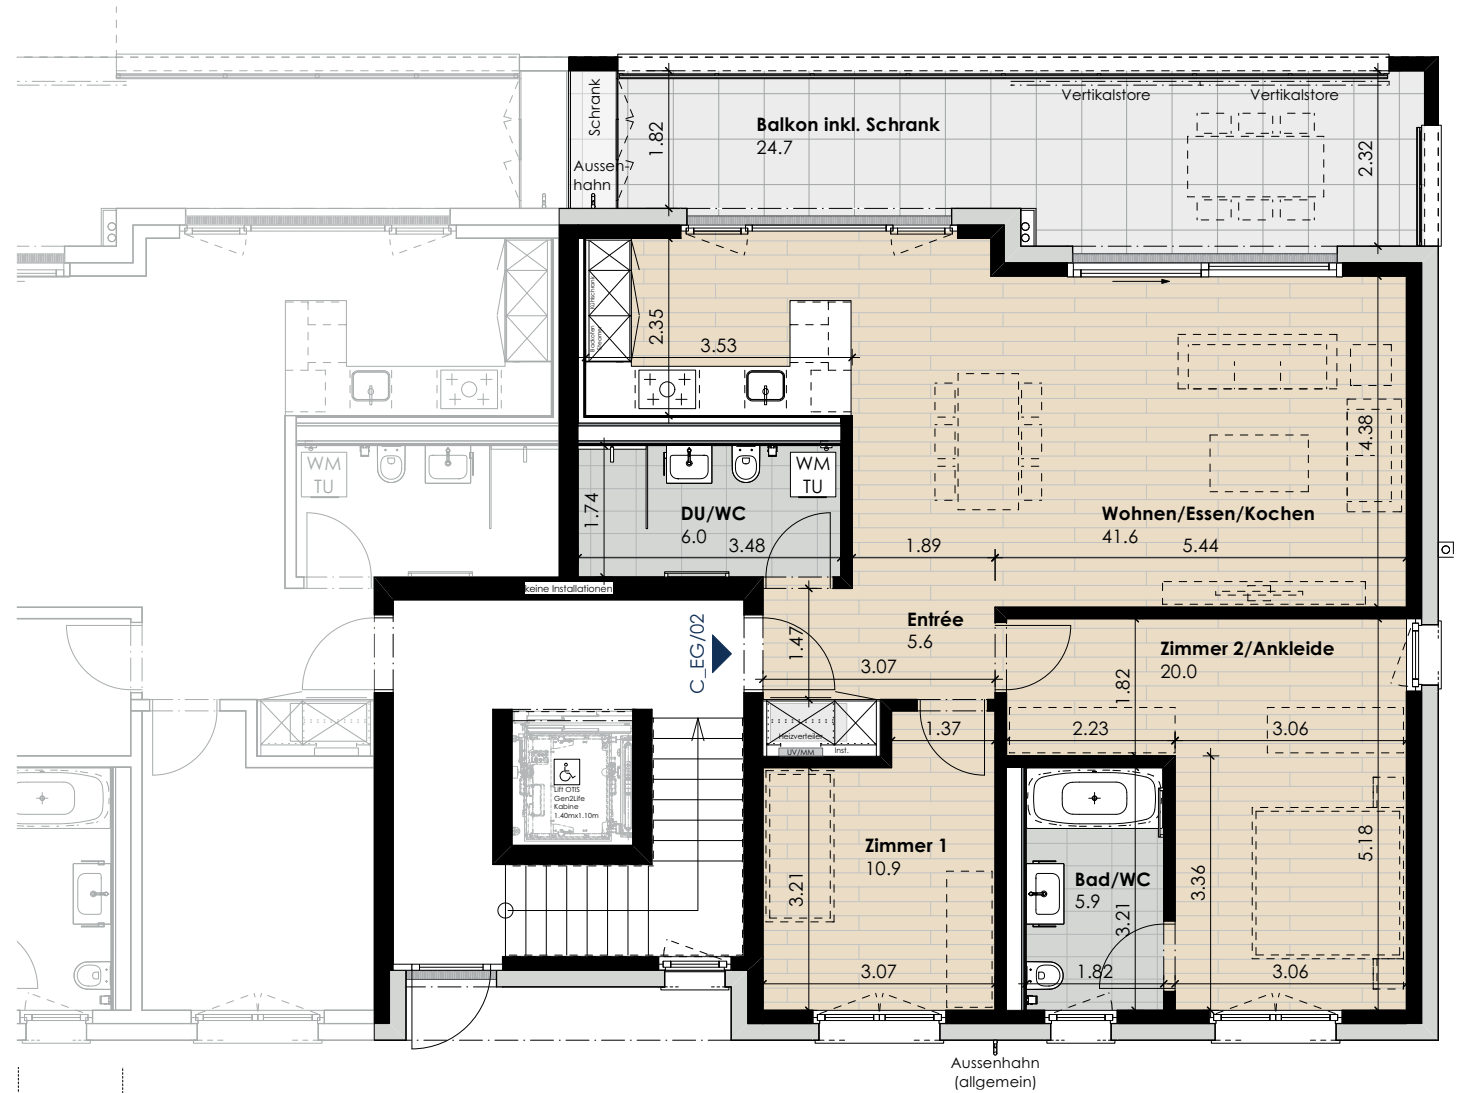 Schrank
Aussen-
hahn
1.82
Balkon inkl. Schrank
24.7
Vertikalstore
Vertikalstore
2.32
Kühlschrank
Backofen
Steamer
2.35
3.53
4.38
WM
TU
WM
TU
1.74
DU/WC
6.0
3.48
1.89
Wohnen/Essen/Kochen
41.6
5.44
keine Installationen
C_EG/02
1.47
Entrée
5.6
3.07
Zimmer 2/Ankleide
20.0
1.82
1.37
2.23
3.06
Heizverteiler
UV/MM
Inst.
Lift OTIS
Gen2Life
Kabine
1.40mx1.10m
Zimmer 1
10.9
3.21
3.07
Bad/WC
5.9
3.21
1.82
3.36
5.18
3.06
Aussenhahn
(allgemein)